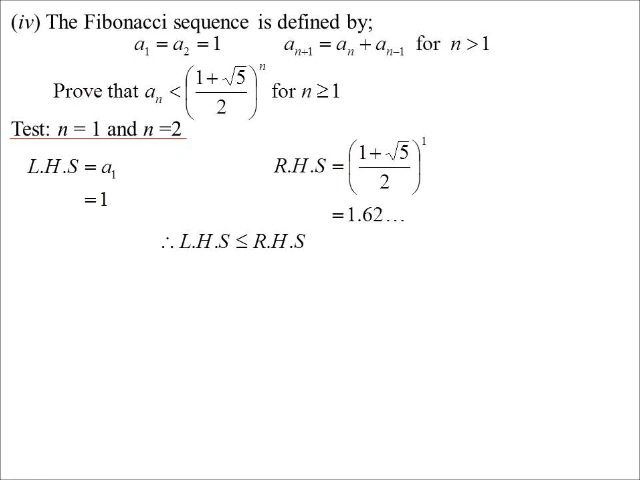 (iv) The Fibonacci sequence is defined by;
a₁ = a₂ = 1 aₙ₊₁ = aₙ + aₙ₋₁ for n > 1
Prove that aₙ < ((1 + √5)/2)ⁿ for n ≥ 1
Test: n = 1 and n =2
L.H.S = a₁ R.H.S = ((1 + √5)/2)¹
= 1 = 1.62…
∴ L.H.S ≤ R.H.S